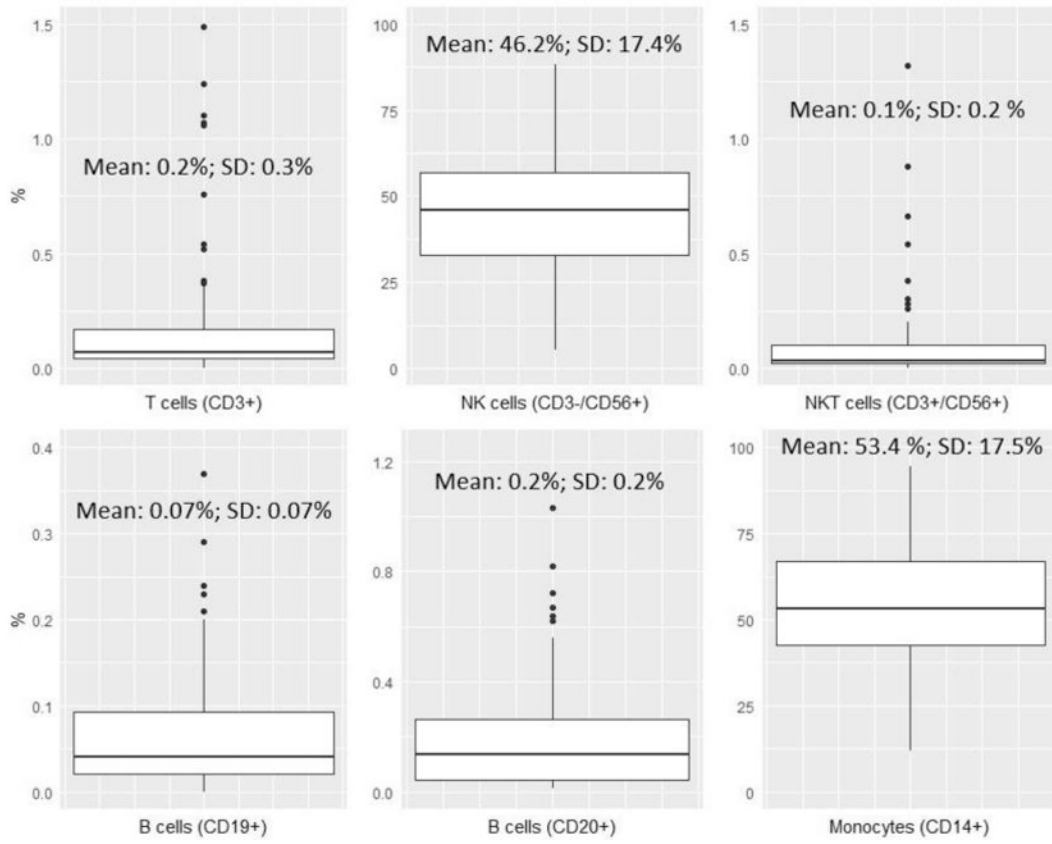 1.5
1.0
0.5
0.0
%
Mean: 0.2%; SD: 0.3%
T cells (CD3+)
100
75
50
25
0
Mean: 46.2%; SD: 17.4%
NK cells (CD3-/CD56+)
1.5
1.0
0.5
0.0
Mean: 0.1%; SD: 0.2 %
NKT cells (CD3+/CD56+)
0.4
0.3
0.2
0.1
0.0
%
Mean: 0.07%; SD: 0.07%
B cells (CD19+)
1.2
0.8
0.4
0.0
Mean: 0.2%; SD: 0.2%
B cells (CD20+)
100
75
50
25
0
Mean: 53.4 %; SD: 17.5%
Monocytes (CD14+)